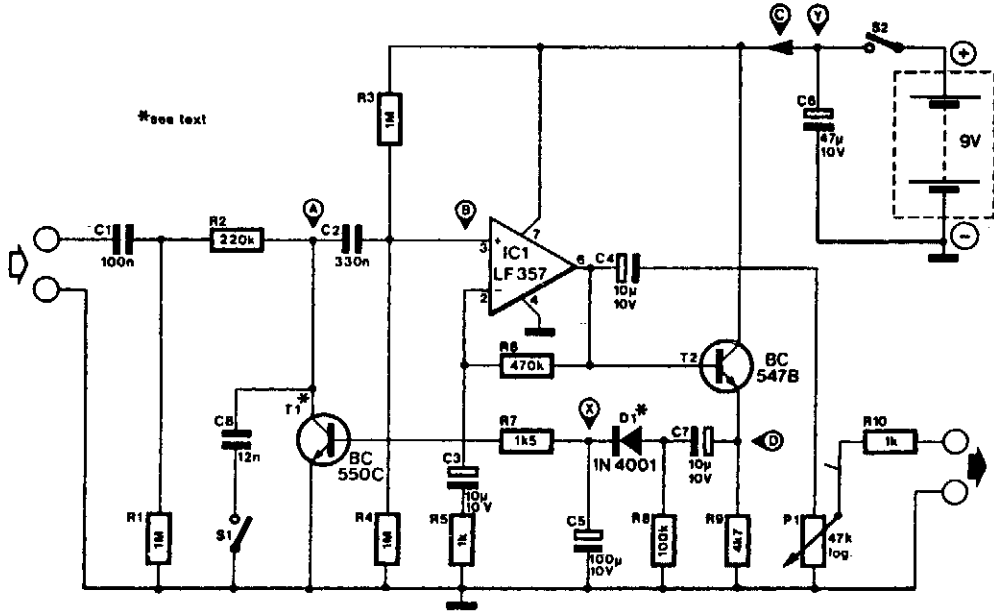 C
Y
S2
+
R3
1M
C6
47µ
10V
9V
*see text
A
B
C1
100n
R2
220k
C2
330n
7
3
+
IC1
LF 357
6
2
−
4
C4
10µ
10V
−
R6
470k
T2
BC
547B
C8
12n
T1*
BC
550C
R7
1k5
X
D1*
1N 4001
C7
10µ
10V
D
R10
1k
C3
10µ
10V
R1
1M
S1
R4
1M
R5
1k
C5
100µ
10V
R8
100k
R9
4k7
P1
47k
log.